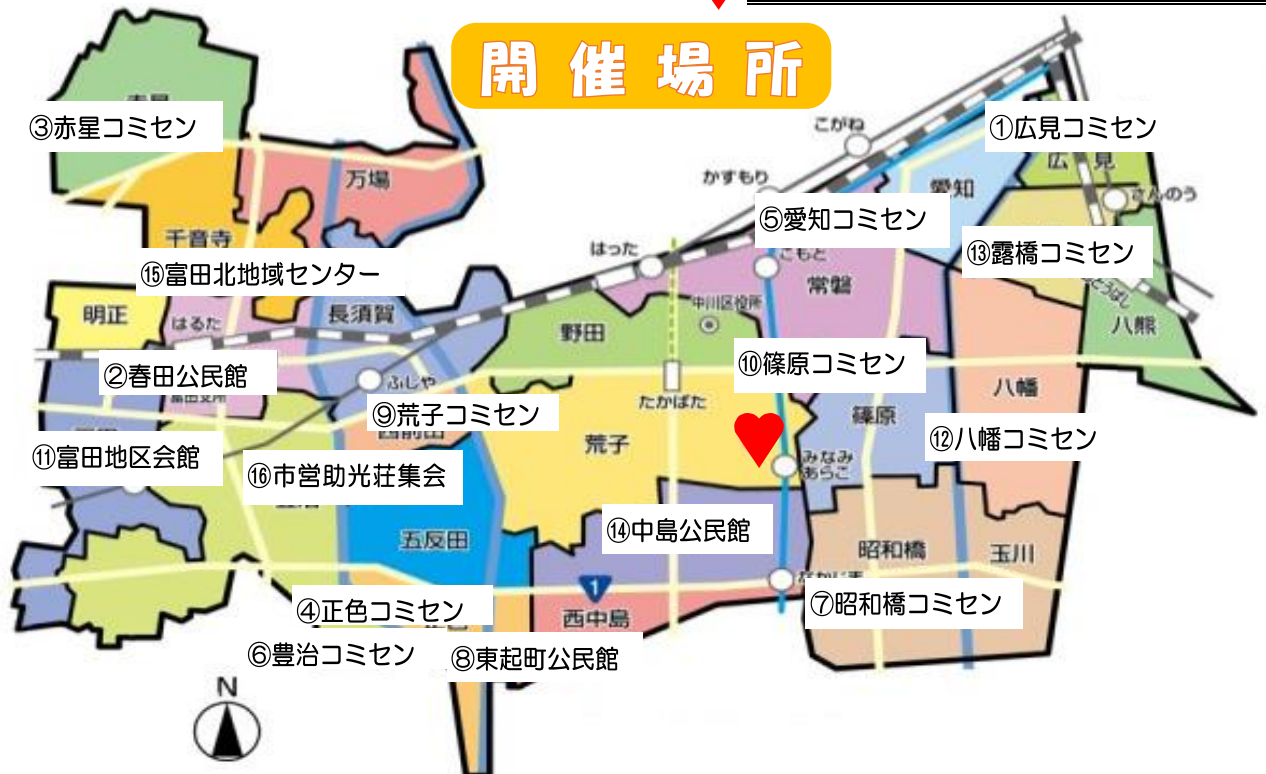 開催場所
こがね
①広見コミセン
③赤星コミセン
広見
かすもり
万場
愛知
さんのう
⑤愛知コミセン
千音寺
はった
⑬露橋コミセン
こもと
⑮富田北地域センター
常磐
中川区役所
明正
はるた
長須賀
野田
八熊
②春田公民館
⑩篠原コミセン
ふしや
八幡
たかばた
⑨荒子コミセン
篠原
荒子
⑫八幡コミセン
⑪富田地区会館
みなみ
あらこ
⑯市営助光荘集会
⑭中島公民館
五反田
昭和橋
玉川
1
④正色コミセン
⑦昭和橋コミセン
西中島
⑥豊治コミセン
⑧東起町公民館
N